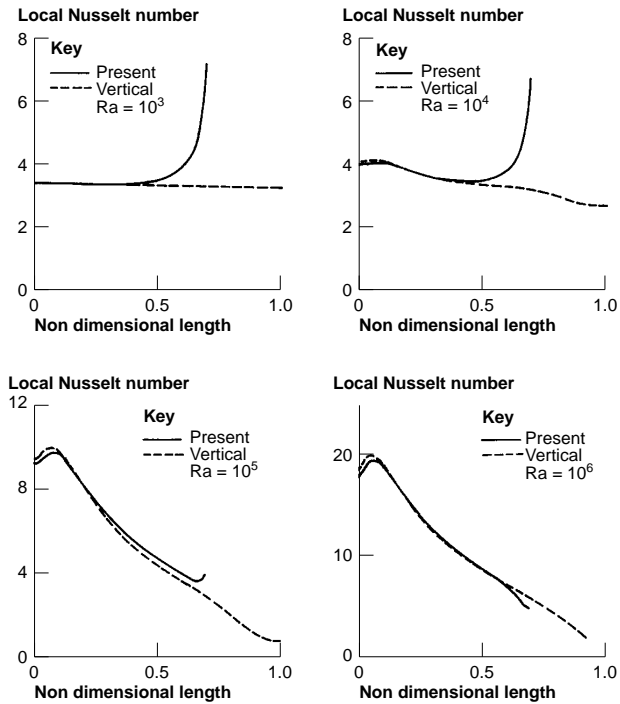 Local Nusselt number
8
6
4
2
0
Key
Present
Vertical
Ra = 10³
0
0.5
1.0
Non dimensional length
Local Nusselt number
8
6
4
2
0
Key
Present
Vertical
Ra = 10⁴
0
0.5
1.0
Non dimensional length
Local Nusselt number
12
8
4
0
Key
Present
Vertical
Ra = 10⁵
0
0.5
1.0
Non dimensional length
Local Nusselt number
20
10
0
Key
Present
Vertical
Ra = 10⁶
0
0.5
1.0
Non dimensional length